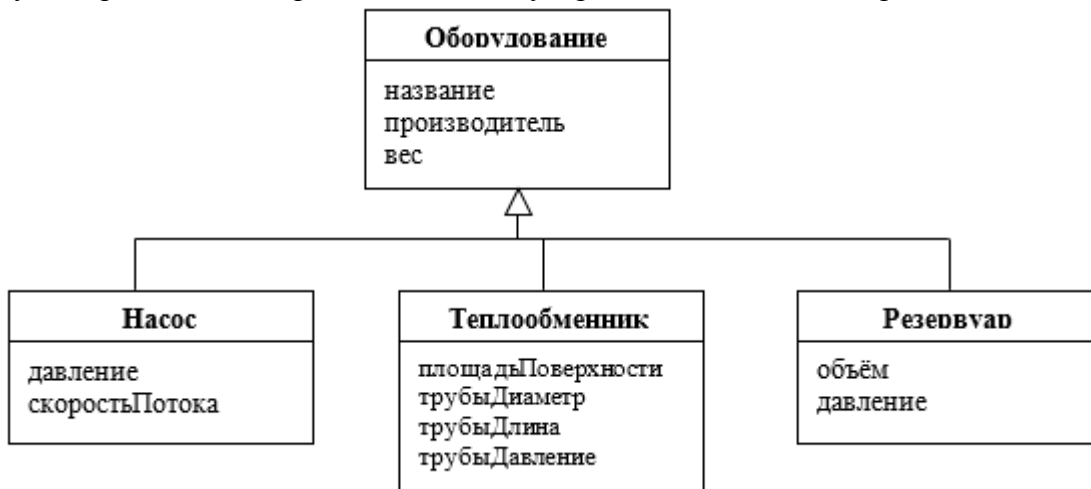 Оборудование
название
производитель
вес
Насос
давление
скоростьПотока
Теплообменник
площадьПоверхности
трубыДиаметр
трубыДлина
трубыДавление
Резервуар
объём
давление